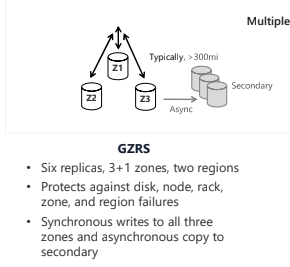 Multiple
Typically, >300mi
Z1
Z2
Z3
Secondary
Async
GZRS
• Six replicas, 3+1 zones, two regions
• Protects against disk, node, rack,
zone, and region failures
• Synchronous writes to all three
zones and asynchronous copy to
secondary